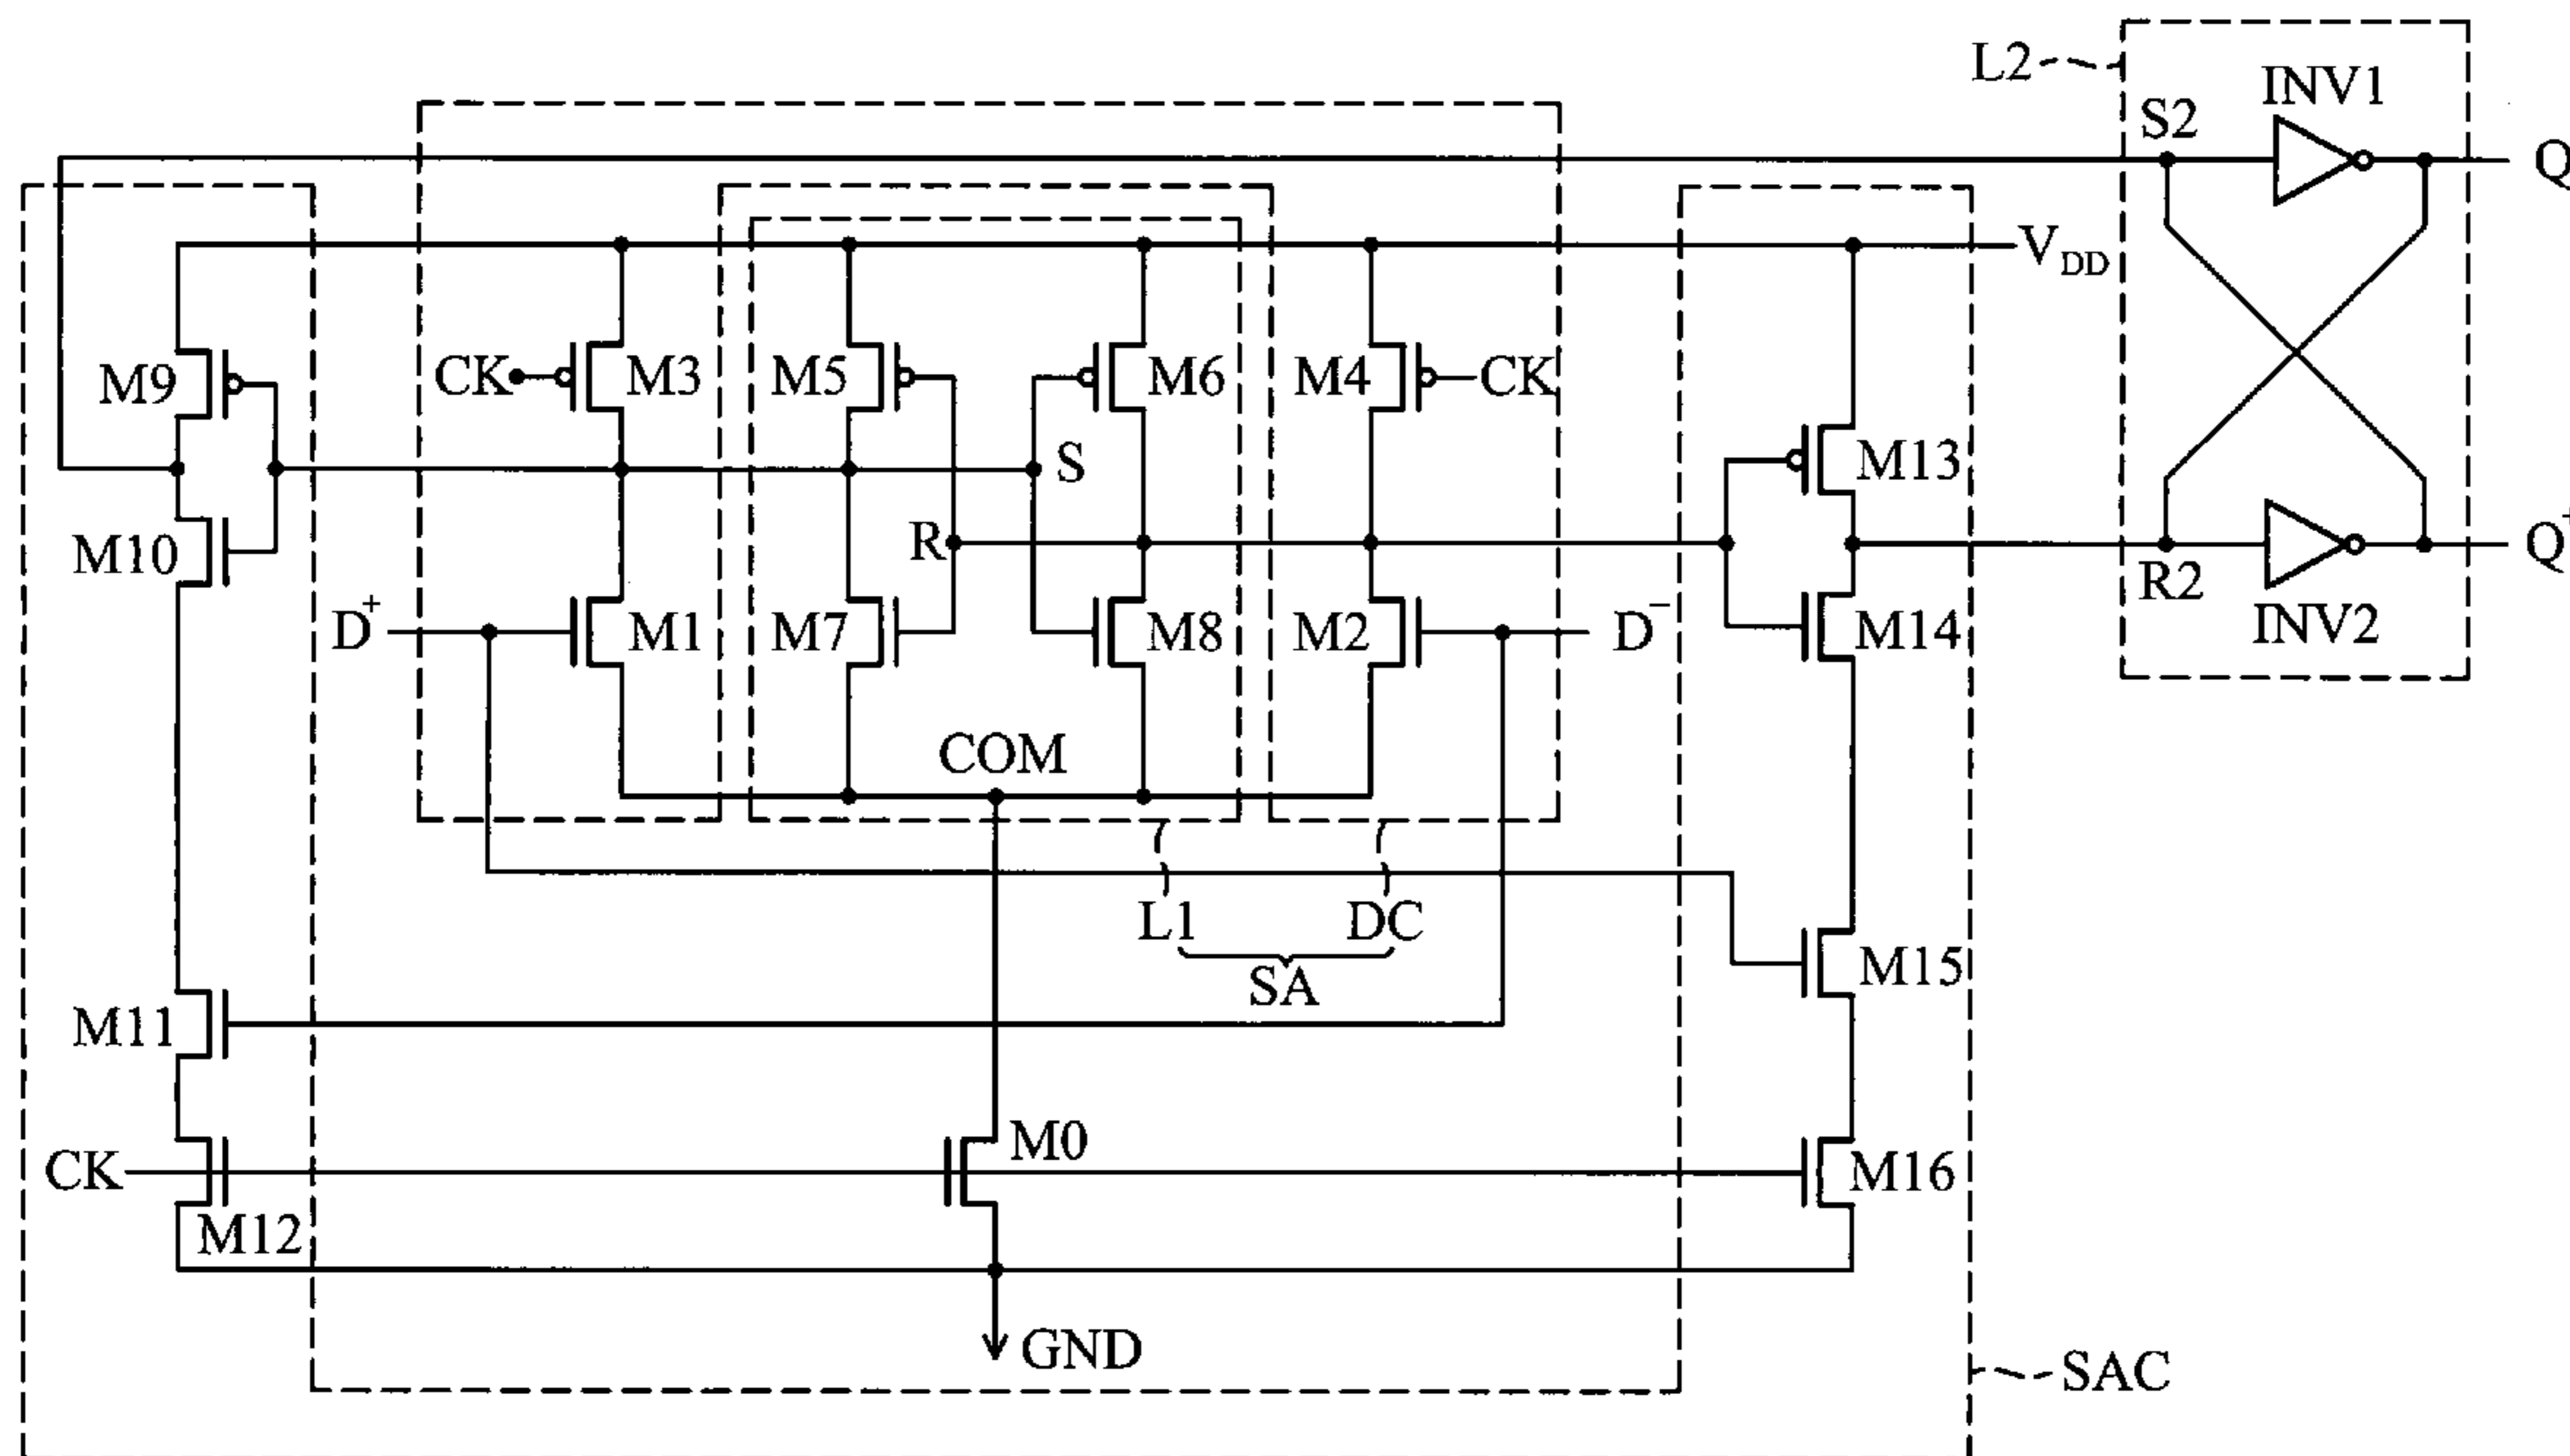 L2
INV1
S2
Q
V_DD
M9
CK
M3
M5
M6
M4
CK
M13
S
R
M10
D+
M1
M7
M8
M2
D−
M14
R2
INV2
Q+
COM
L1
DC
SA
M11
M15
M0
CK
M16
M12
GND
SAC